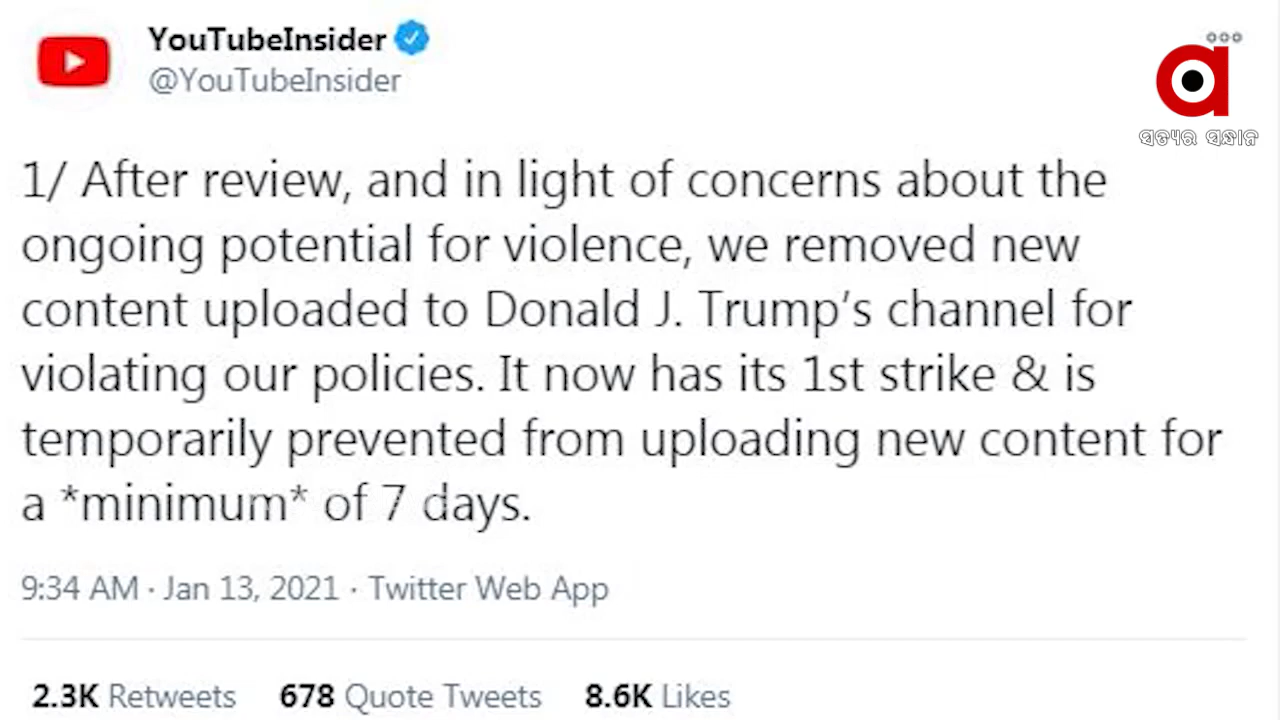 YouTubeInsider
@YouTubeInsider
ସତ୍ୟର ସନ୍ଧାନ
1/ After review, and in light of concerns about the
ongoing potential for violence, we removed new
content uploaded to Donald J. Trump’s channel for
violating our policies. It now has its 1st strike & is
temporarily prevented from uploading new content for
a *minimum* of 7 days.
9:34 AM · Jan 13, 2021 · Twitter Web App
2.3K Retweets 678 Quote Tweets 8.6K Likes